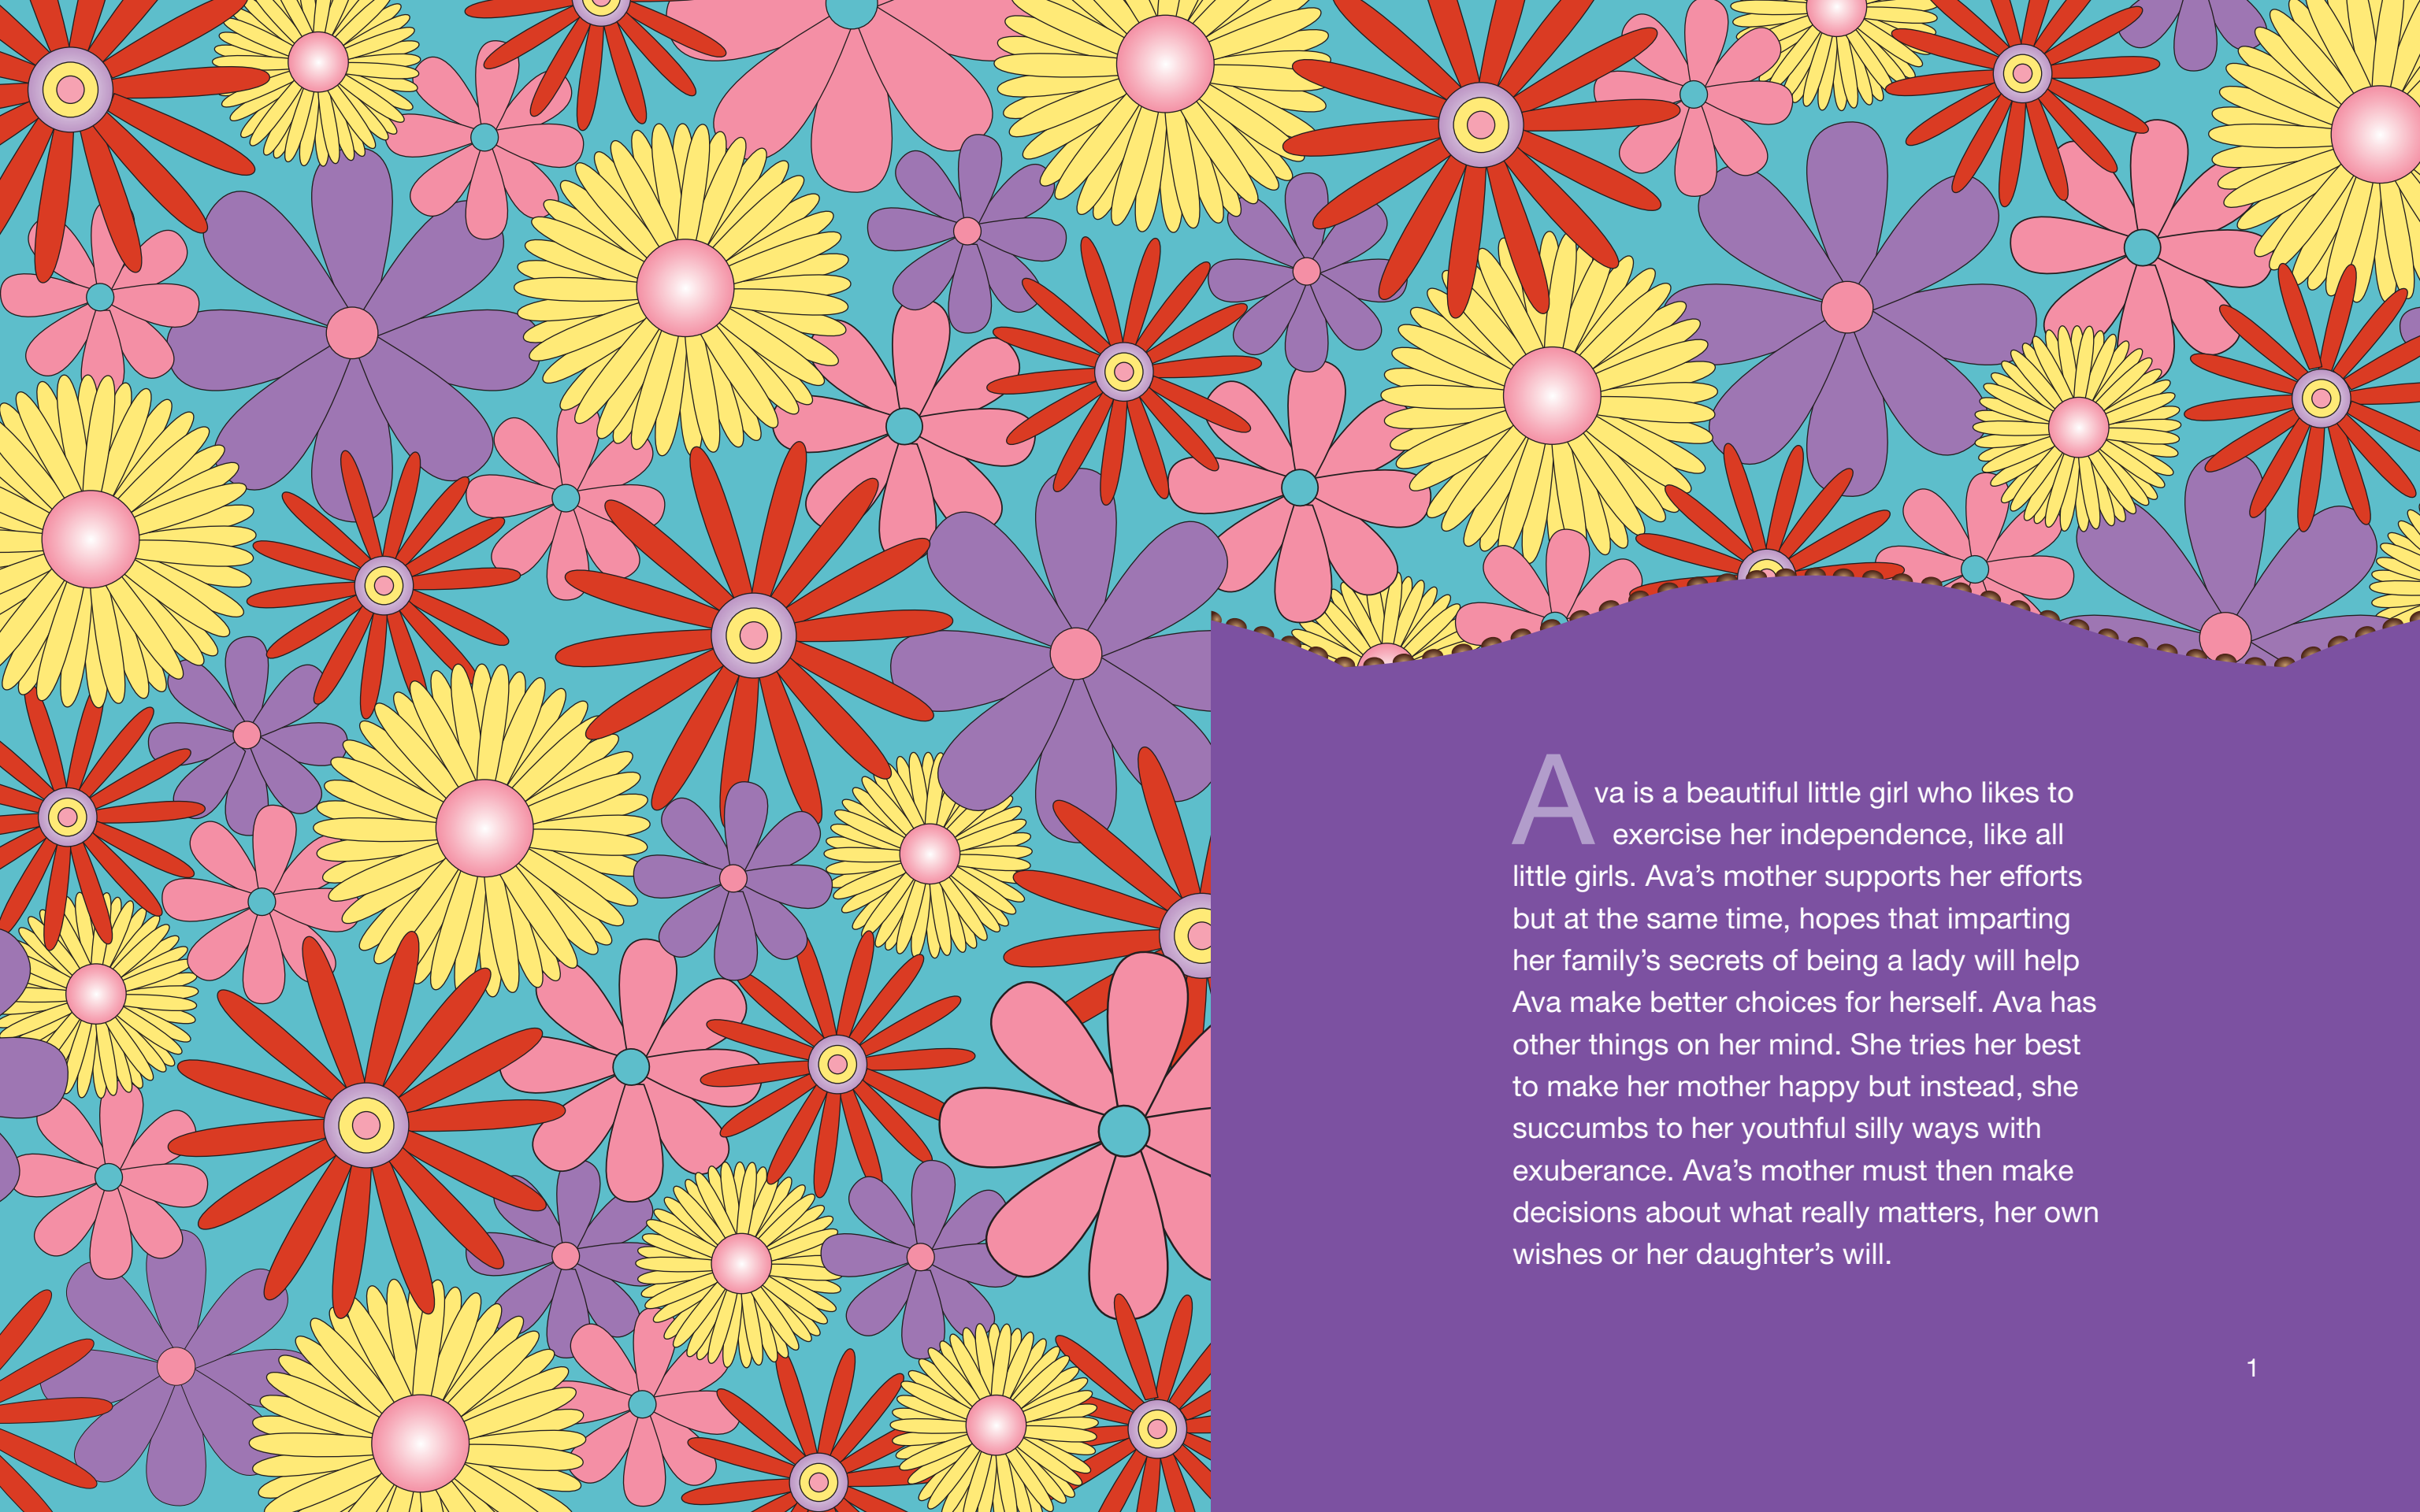 Ava is a beautiful little girl who likes to
exercise her independence, like all
little girls. Ava’s mother supports her efforts
but at the same time, hopes that imparting
her family’s secrets of being a lady will help
Ava make better choices for herself. Ava has
other things on her mind. She tries her best
to make her mother happy but instead, she
succumbs to her youthful silly ways with
exuberance. Ava’s mother must then make
decisions about what really matters, her own
wishes or her daughter’s will.
1